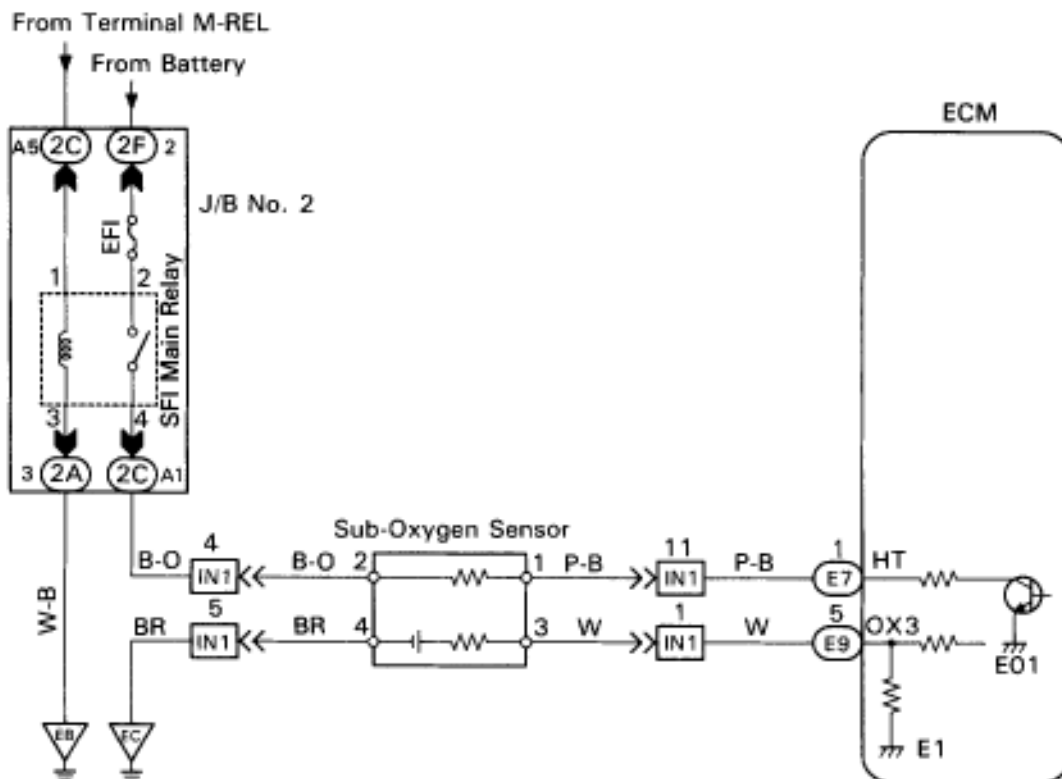 From Terminal M-REL
From Battery
ECM
A5 2C 2F 2
J/B No. 2
EFI
1 2
SFI Main Relay
3 4
3 2A 2C A1
Sub-Oxygen Sensor
B-O 4 IN1 B-O 2 1 P-B 11 IN1 P-B 1 E7 HT
W-B
BR 5 IN1 BR 4 3 W 1 IN1 W 5 E9 OX3
E01
EB EC
E1